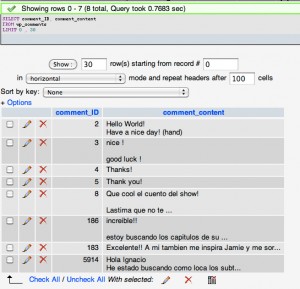 Showing rows 0 - 7 (8 total, Query took 0.7683 sec)
SELECT comment_ID, comment_content
FROM wp_comments
LIMIT 0, 30
Show : 30 row(s) starting from record # 0
in horizontal mode and repeat headers after 100 cells
Sort by key: None
+ Options
comment_ID comment_content
2 Hello World!
Have a nice day! (hand)
3 nice !
good luck !
4 Thanks!
5 Thank you!
8 Que cool el cuento del show!
Lastima que no te ...
186 increible!!
estoy buscando los capitulos de su ...
183 Excelente!! A mi tambien me inspira Jamie y me sor...
5914 Hola Ignacio
He estado buscando como loca los subt...
Check All / Uncheck All With selected: